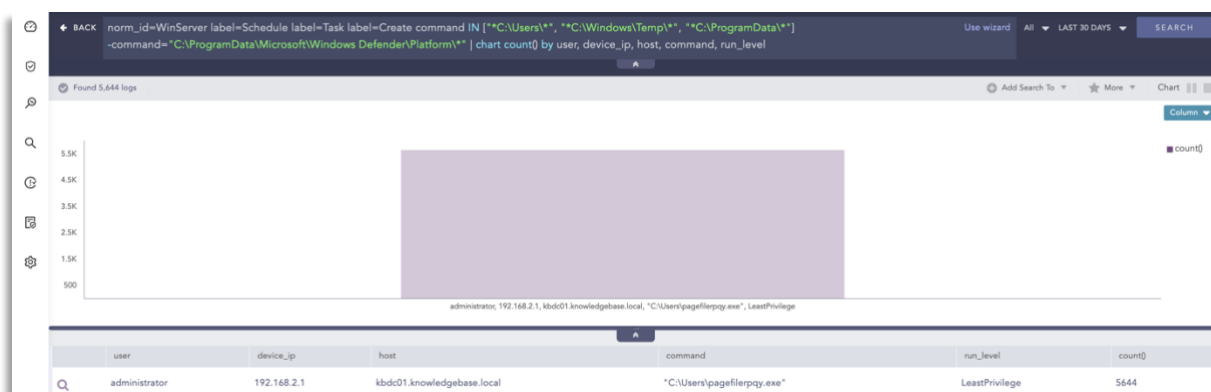 BACK
norm_id=WinServer label=Schedule label=Task label=Create command IN ["*C:\Users\*", "*C:\Windows\Temp\*", "*C:\ProgramData\*"]
-command="C:\ProgramData\Microsoft\Windows Defender\Platform\*" | chart count() by user, device_ip, host, command, run_level
Use wizard All LAST 30 DAYS SEARCH
Found 5,644 logs
Add Search To More Chart
Column
count()
5.5K
4.5K
3.5K
2.5K
1.5K
500
administrator, 192.168.2.1, kbdc01.knowledgebase.local, "C:\Users\pagefilerpqy.exe", LeastPrivilege
user device_ip host command run_level count()
administrator 192.168.2.1 kbdc01.knowledgebase.local "C:\Users\pagefilerpqy.exe" LeastPrivilege 5644